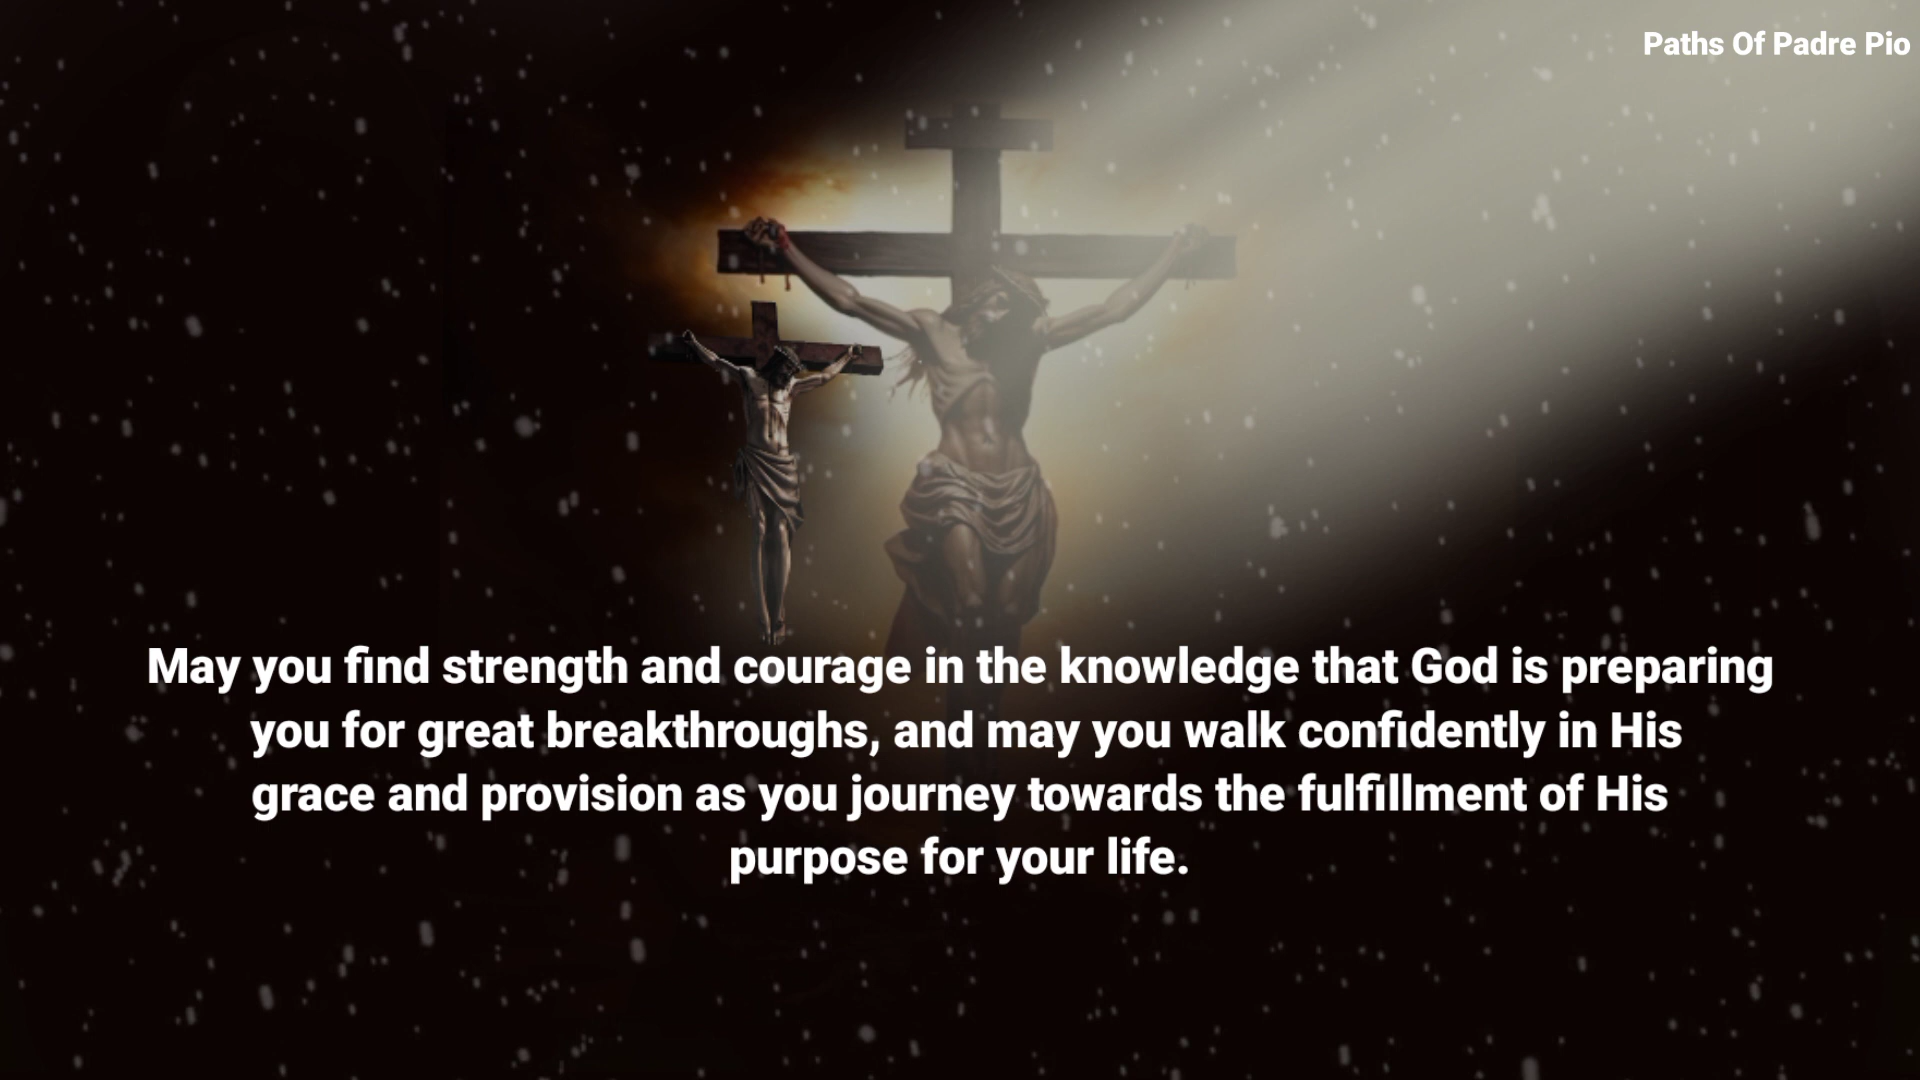 Paths Of Padre Pio
May you find strength and courage in the knowledge that God is preparing
you for great breakthroughs, and may you walk confidently in His
grace and provision as you journey towards the fulfillment of His
purpose for your life.